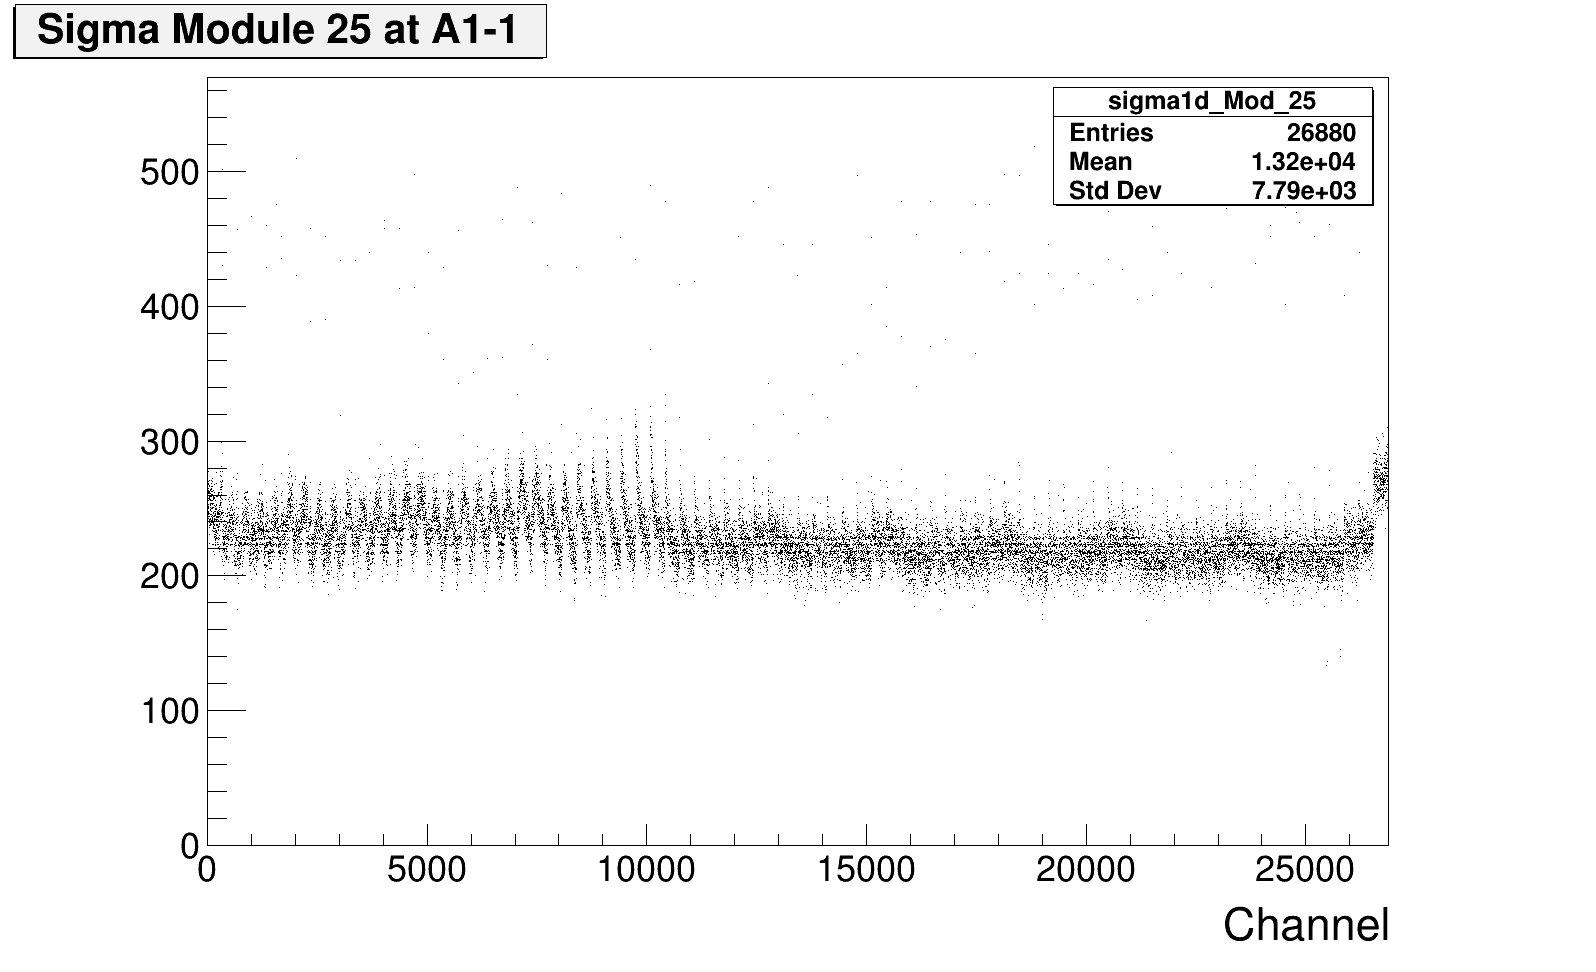 Sigma Module 25 at A1-1
sigma1d_Mod_25
Entries 26880
Mean 1.32e+04
Std Dev 7.79e+03
500
400
300
200
100
0
0 5000 10000 15000 20000 25000
Channel